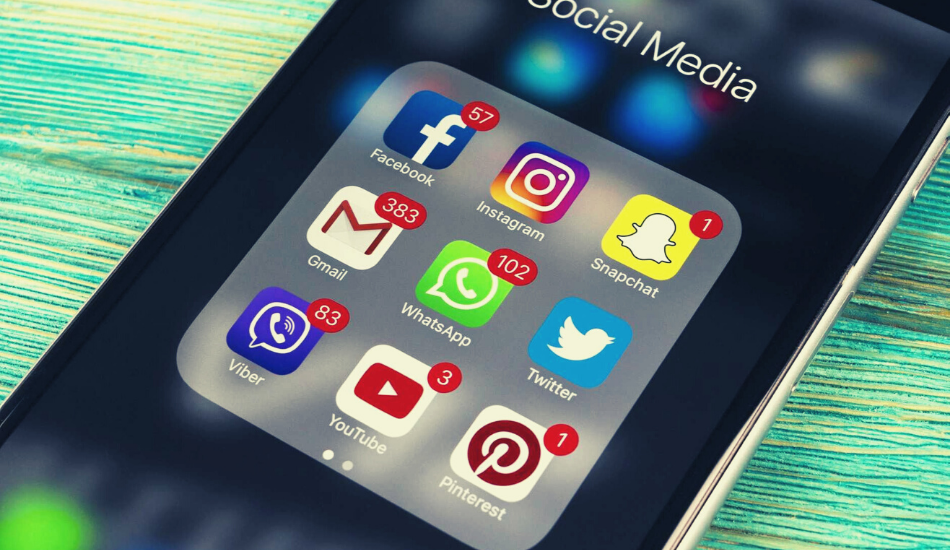 Social Media
57
Facebook
Instagram
1
Snapchat
383
Gmail
102
WhatsApp
Twitter
83
Viber
3
YouTube
1
Pinterest